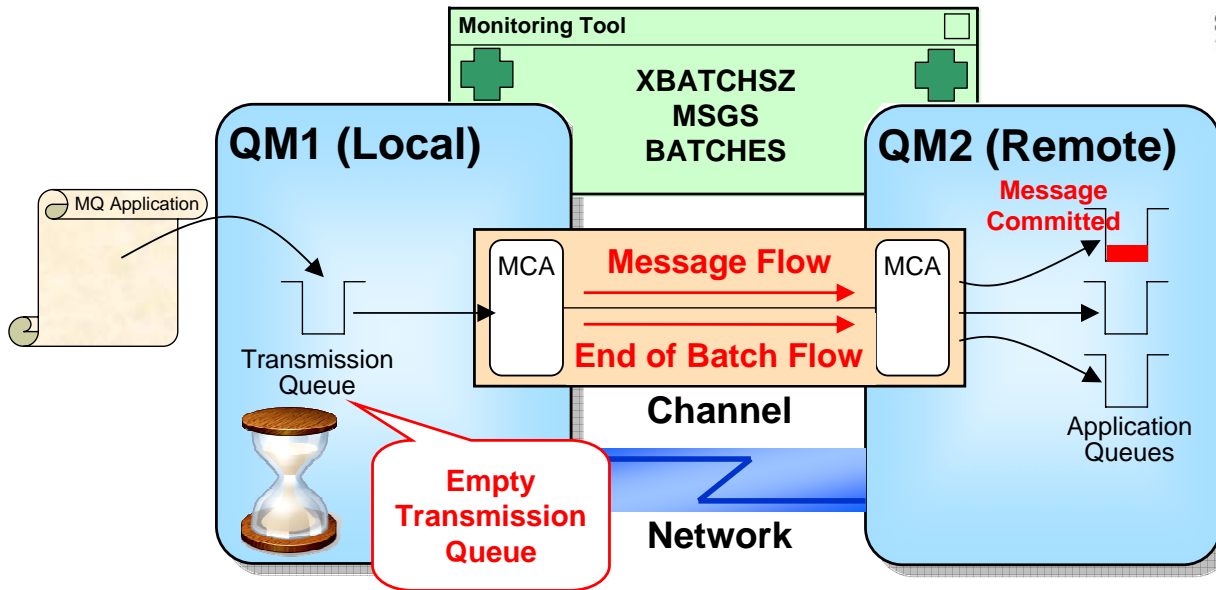 Monitoring Tool
XBATCHSZ
MSGS
BATCHES
QM1 (Local)
QM2 (Remote)
MQ Application
Message
Committed
MCA
Message Flow
MCA
End of Batch Flow
Transmission
Queue
Channel
Application
Queues
Empty
Transmission
Queue
Network